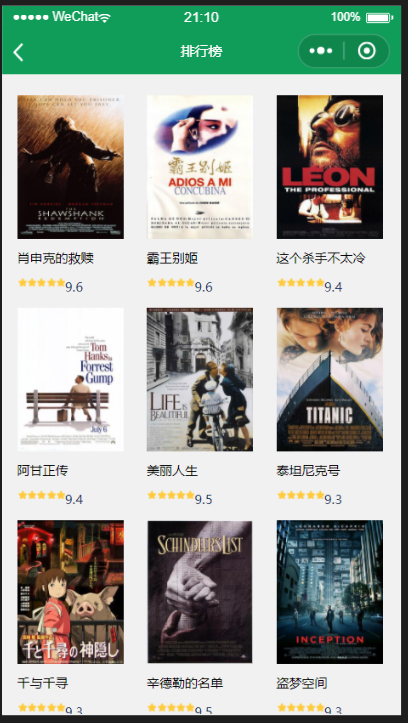 WeChat 21:10 100%
排行榜
THE SHAWSHANK REDEMPTION
霸王别姬
ADIOS A MI CONCUBINA
LEON
THE PROFESSIONAL
肖申克的救赎 霸王别姬 这个杀手不太冷
9.6 9.6 9.4
Tom
Hanks is
Forrest
Gump
July 6
LIFE IS
BEAUTIFUL
TITANIC
阿甘正传 美丽人生 泰坦尼克号
9.4 9.5 9.3
千と千尋の神隠し
SCHINDLER'S LIST
INCEPTION
千与千寻 辛德勒的名单 盗梦空间
9.3 9.5 9.3